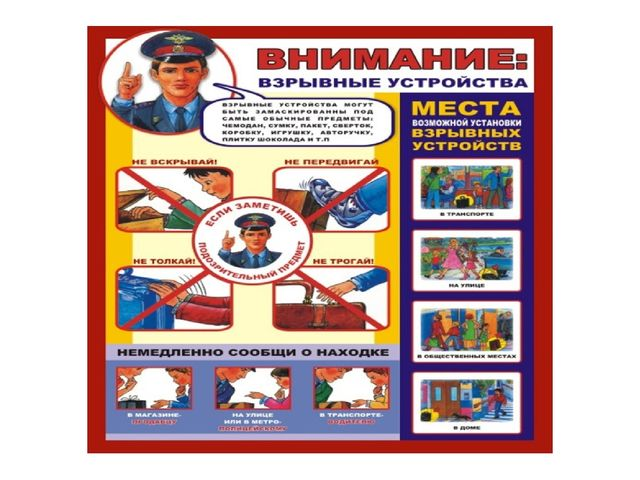 ВНИМАНИЕ:
ВЗРЫВНЫЕ УСТРОЙСТВА
ВЗРЫВНЫЕ УСТРОЙСТВА МОГУТ
БЫТЬ ЗАМАСКИРОВАННЫ ПОД
САМЫЕ ОБЫЧНЫЕ ПРЕДМЕТЫ:
ЧЕМОДАН, СУМКУ, ПАКЕТ, СВЕРТОК,
КОРОБКУ, ИГРУШКУ, АВТОРУЧКУ,
ПЛИТКУ ШОКОЛАДА И Т.П
НЕ ВСКРЫВАЙ!
НЕ ПЕРЕДВИГАЙ
ЕСЛИ ЗАМЕТИШЬ
ПОДОЗРИТЕЛЬНЫЙ ПРЕДМЕТ
НЕ ТОЛКАЙ!
НЕ ТРОГАЙ!
НЕМЕДЛЕННО СООБЩИ О НАХОДКЕ
В МАГАЗИНЕ-
ПРОДАВЦУ
НА УЛИЦЕ
ИЛИ В МЕТРО-
ПОЛИЦЕЙСКОМУ
В ТРАНСПОРТЕ-
ВОДИТЕЛЮ
МЕСТА
ВОЗМОЖНОЙ УСТАНОВКИ
ВЗРЫВНЫХ
УСТРОЙСТВ
В ТРАНСПОРТЕ
НА УЛИЦЕ
В ОБЩЕСТВЕННЫХ МЕСТАХ
В ДОМЕ